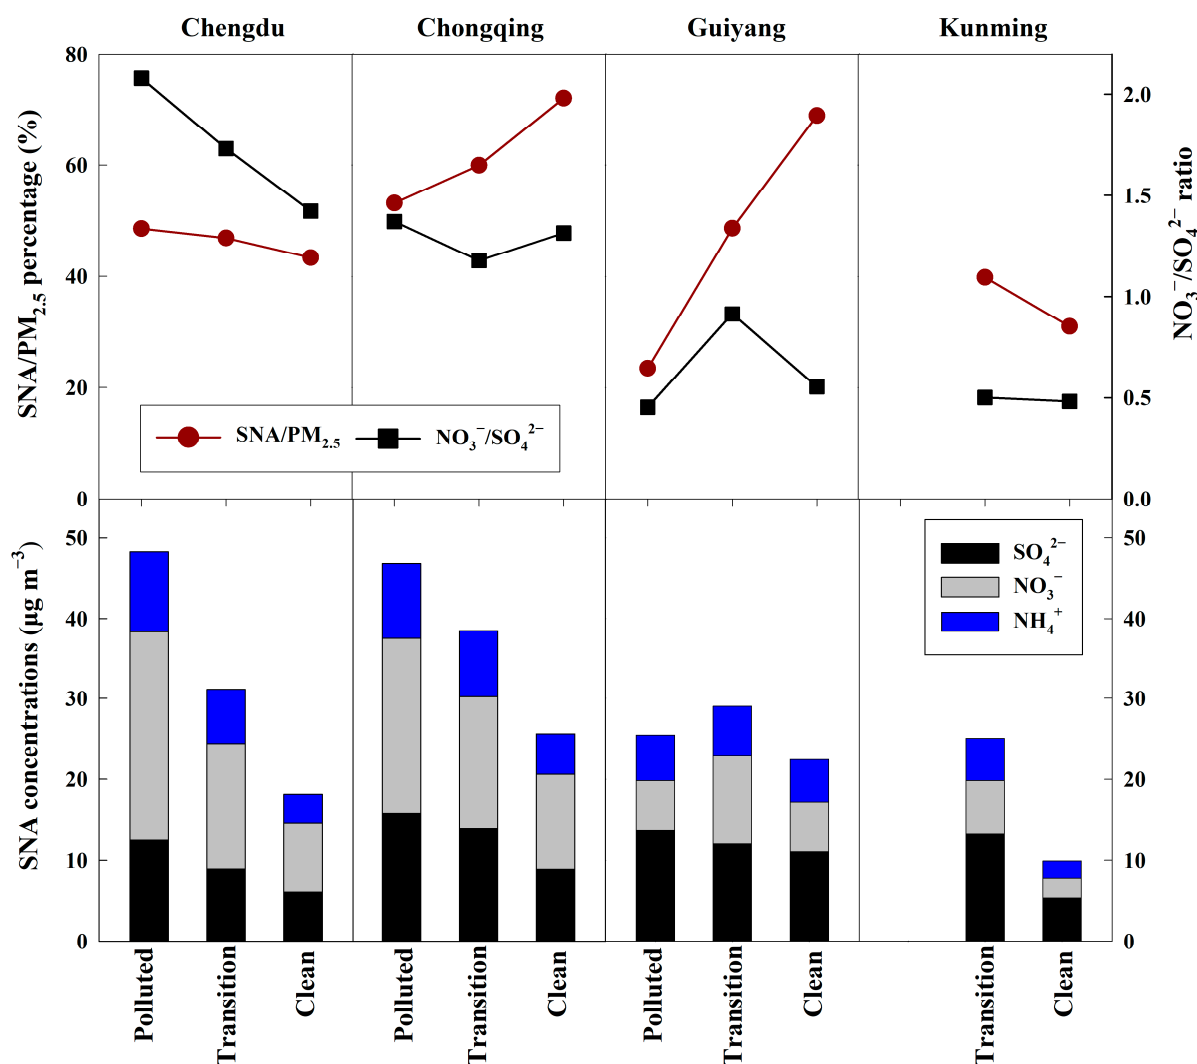 Chengdu Chongqing Guiyang Kunming
SNA/PM₂.₅ percentage (%)
80
60
40
20
0
NO₃⁻/SO₄²⁻ ratio
2.0
1.5
1.0
0.5
0.0
SNA/PM₂.₅ NO₃⁻/SO₄²⁻
SNA concentrations (µg m⁻³)
50
40
30
20
10
0
SO₄²⁻
NO₃⁻
NH₄⁺
50
40
30
20
10
0
Polluted
Transition
Clean
Polluted
Transition
Clean
Polluted
Transition
Clean
Transition
Clean